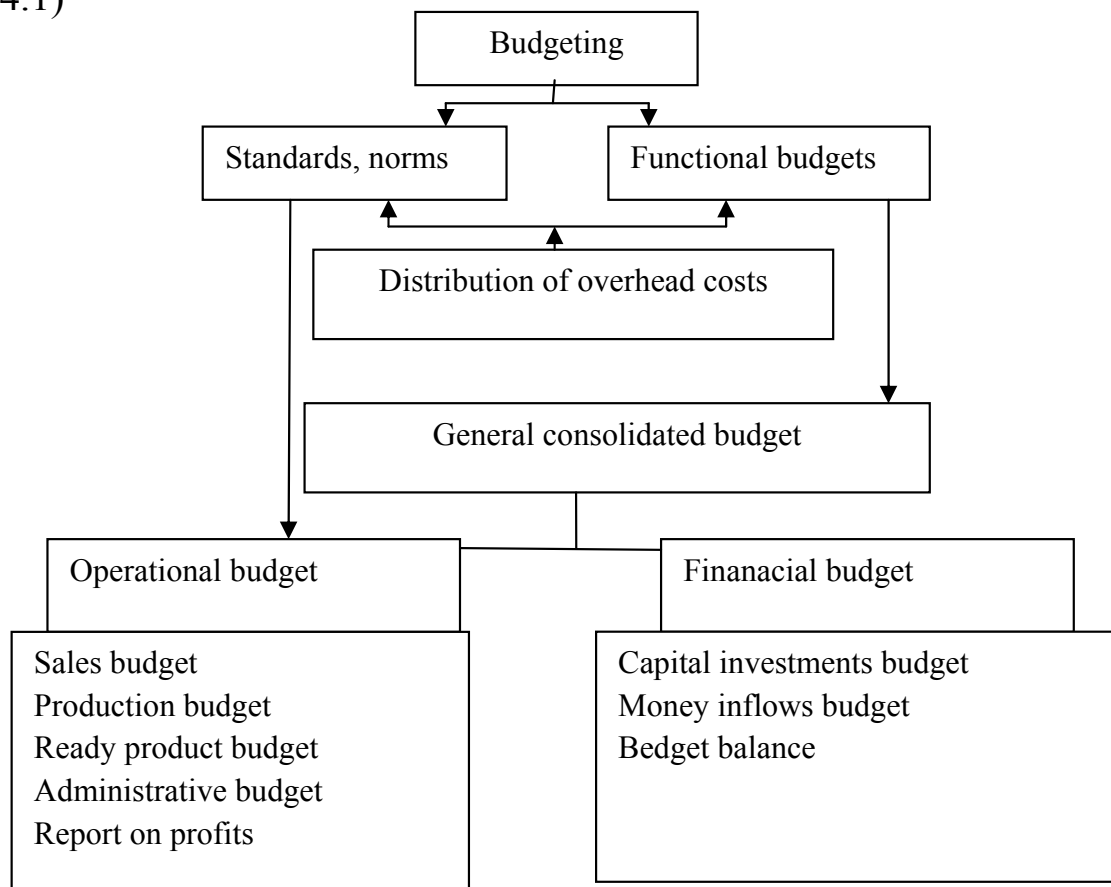 4.1)
Budgeting
Standards, norms
Functional budgets
Distribution of overhead costs
General consolidated budget
Operational budget
Finanacial budget
Sales budget
Production budget
Ready product budget
Administrative budget
Report on profits
Capital investments budget
Money inflows budget
Bedget balance